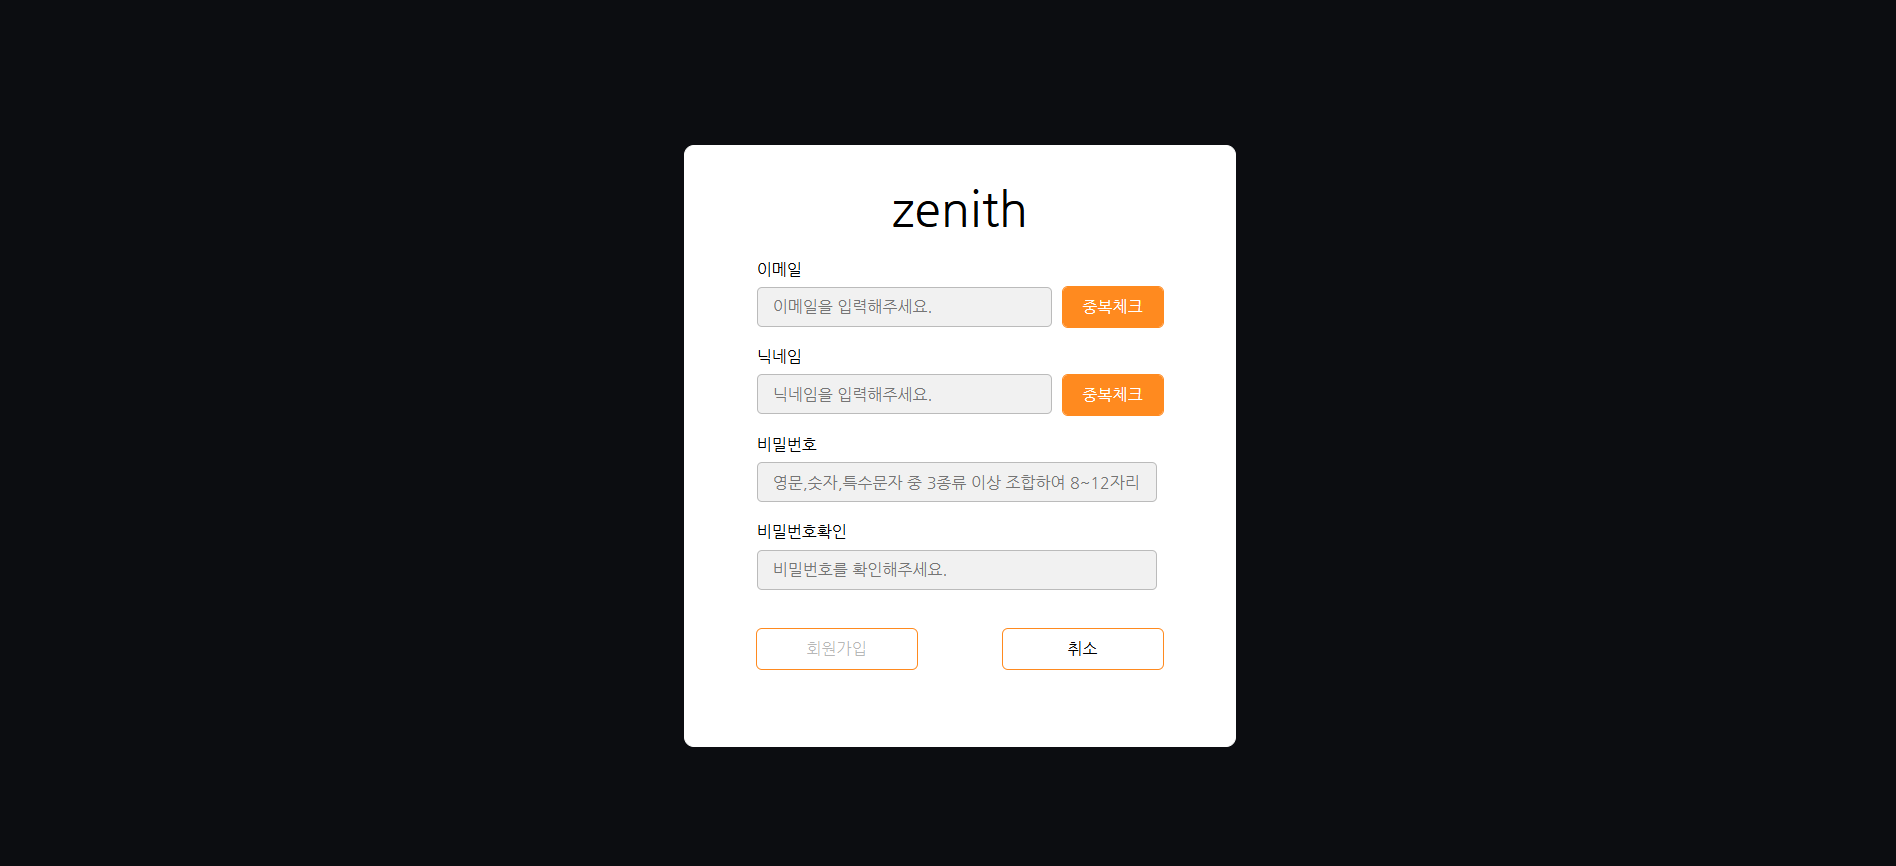 zenith
이메일
이메일을 입력해주세요. 중복체크
닉네임
닉네임을 입력해주세요. 중복체크
비밀번호
영문,숫자,특수문자 중 3종류 이상 조합하여 8~12자리
비밀번호확인
비밀번호를 확인해주세요.
회원가입 취소